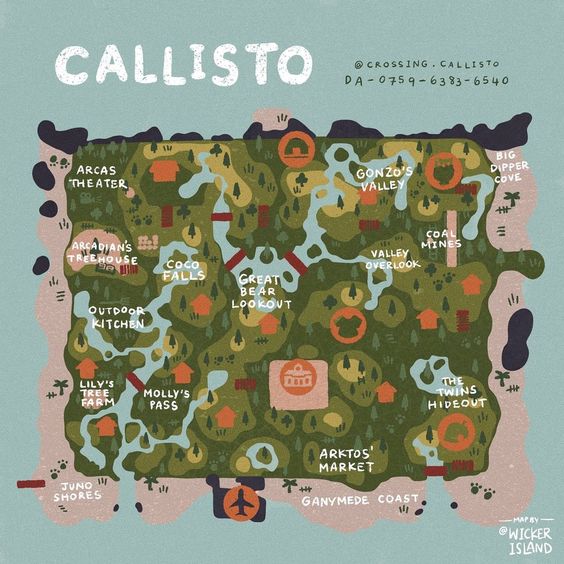 CALLISTO
@CROSSING.CALLISTO
DA-0759-6383-6540
ARCAS
THEATER
GONZO'S
VALLEY
BIG
DIPPER
COVE
ARCADIAN'S
TREEHOUSE
COCO
FALLS
GREAT
BEAR
LOOKOUT
VALLEY
OVERLOOK
COAL
MINES
OUTDOOR
KITCHEN
LILY'S
TREE
FARM
MOLLY'S
PASS
THE
TWINS
HIDEOUT
ARKTOS'
MARKET
JUNO
SHORES
GANYMEDE COAST
MAP BY
@WICKER
ISLAND